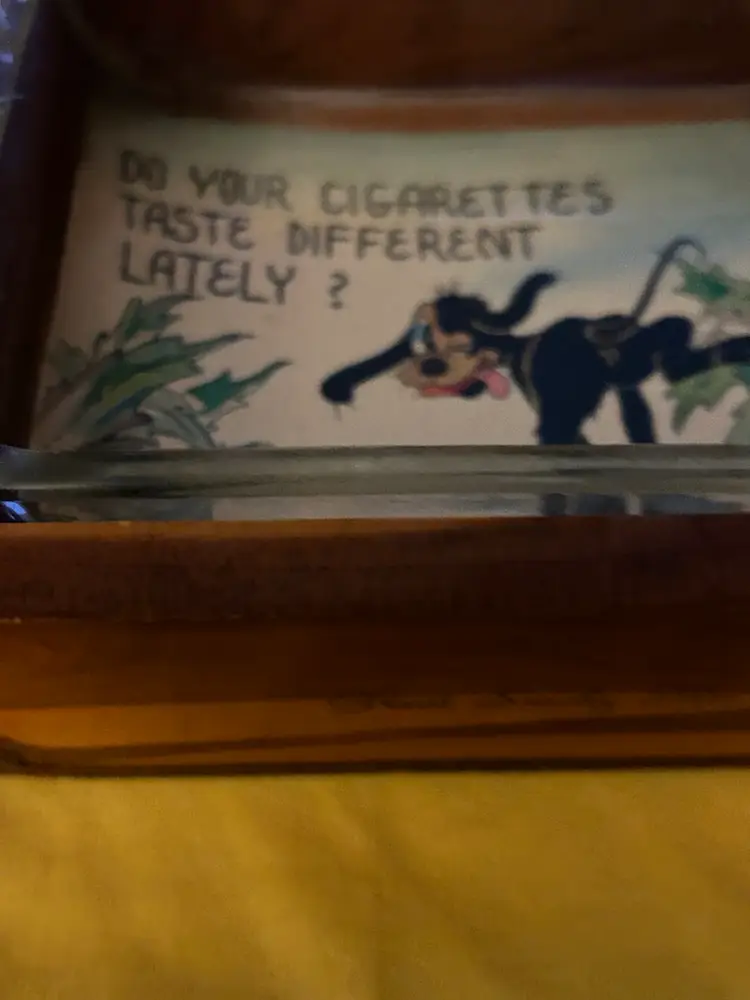 DO YOUR CIGARETTES
TASTE DIFFERENT
LATELY ?